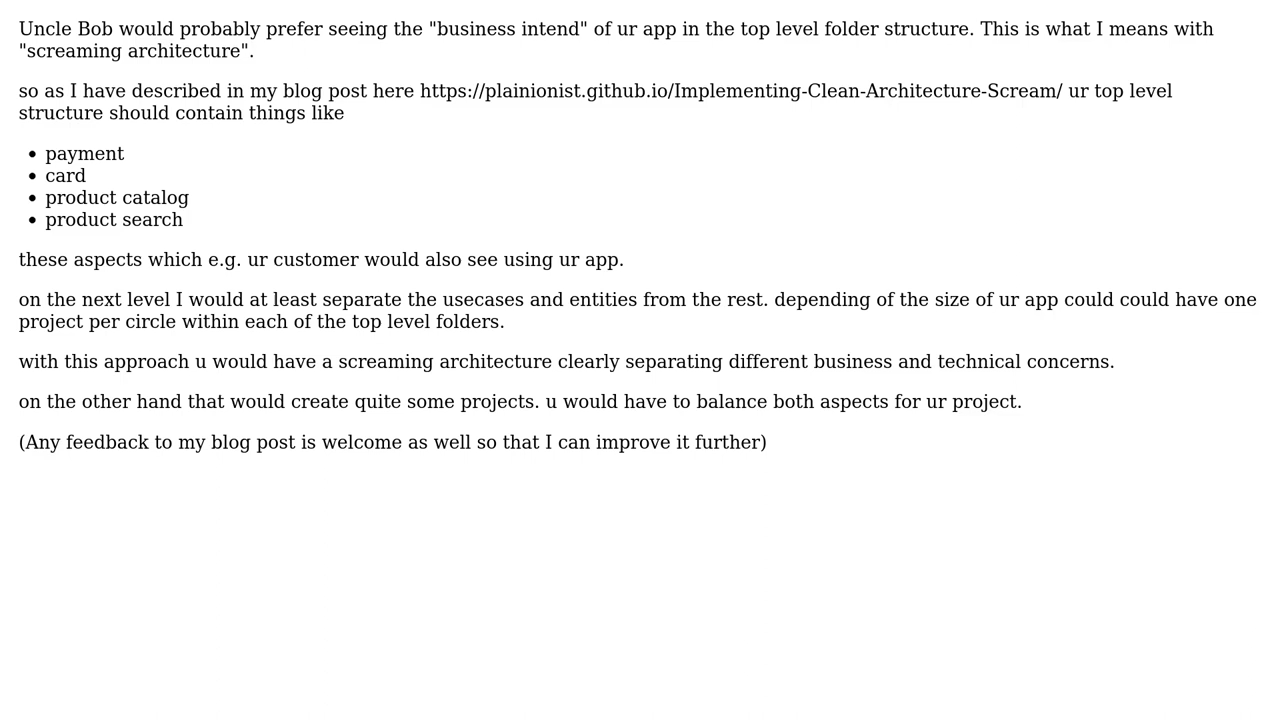 Uncle Bob would probably prefer seeing the "business intend" of ur app in the top level folder structure. This is what I means with
"screaming architecture".
so as I have described in my blog post here https://plainionist.github.io/Implementing-Clean-Architecture-Scream/ ur top level
structure should contain things like
• payment
• card
• product catalog
• product search
these aspects which e.g. ur customer would also see using ur app.
on the next level I would at least separate the usecases and entities from the rest. depending of the size of ur app could could have one
project per circle within each of the top level folders.
with this approach u would have a screaming architecture clearly separating different business and technical concerns.
on the other hand that would create quite some projects. u would have to balance both aspects for ur project.
(Any feedback to my blog post is welcome as well so that I can improve it further)